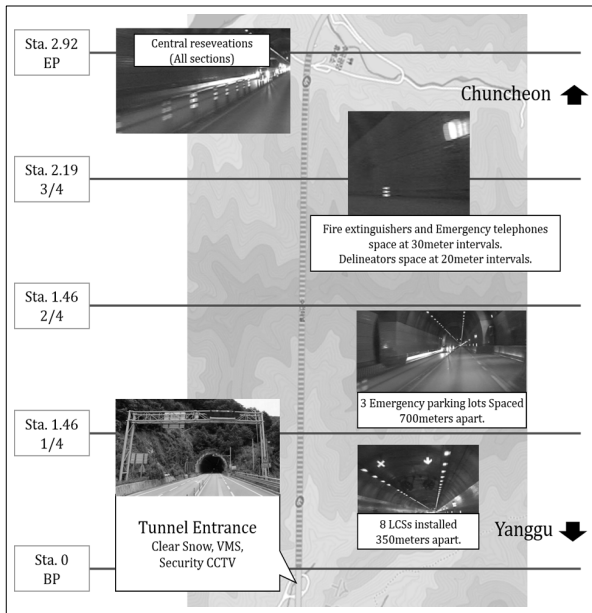 Sta. 2.92
EP
Central reseveations
(All sections)
Chuncheon
Sta. 2.19
3/4
Fire extinguishers and Emergency telephones
space at 30meter intervals.
Delineators space at 20meter intervals.
Sta. 1.46
2/4
3 Emergency parking lots Spaced
700meters apart.
Sta. 1.46
1/4
8 LCSs installed
350meters apart.
Tunnel Entrance
Clear Snow, VMS,
Security CCTV
Yanggu
Sta. 0
BP